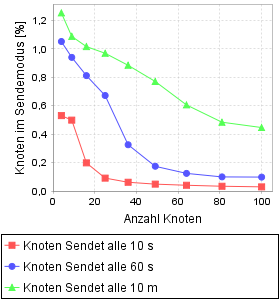 Knoten im Sendemodus [%]
1,2
1,0
0,8
0,6
0,4
0,2
0,0
0 20 40 60 80 100
Anzahl Knoten
Knoten Sendet alle 10 s
Knoten Sendet alle 60 s
Knoten Sendet alle 10 m